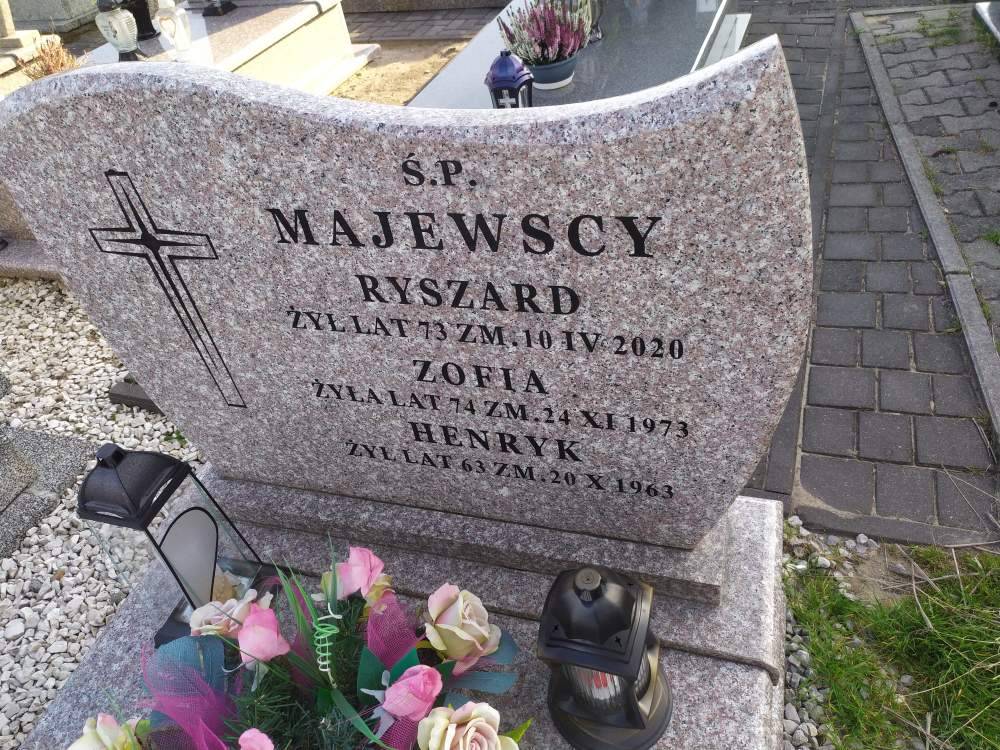 Ś.P.
MAJEWSCY
RYSZARD
ŻYŁ LAT 73 ZM. 10 IV 2020
ZOFIA
ŻYŁA LAT 74 ZM. 24 XI 1973
HENRYK
ŻYŁ LAT 63 ZM. 20 X 1963